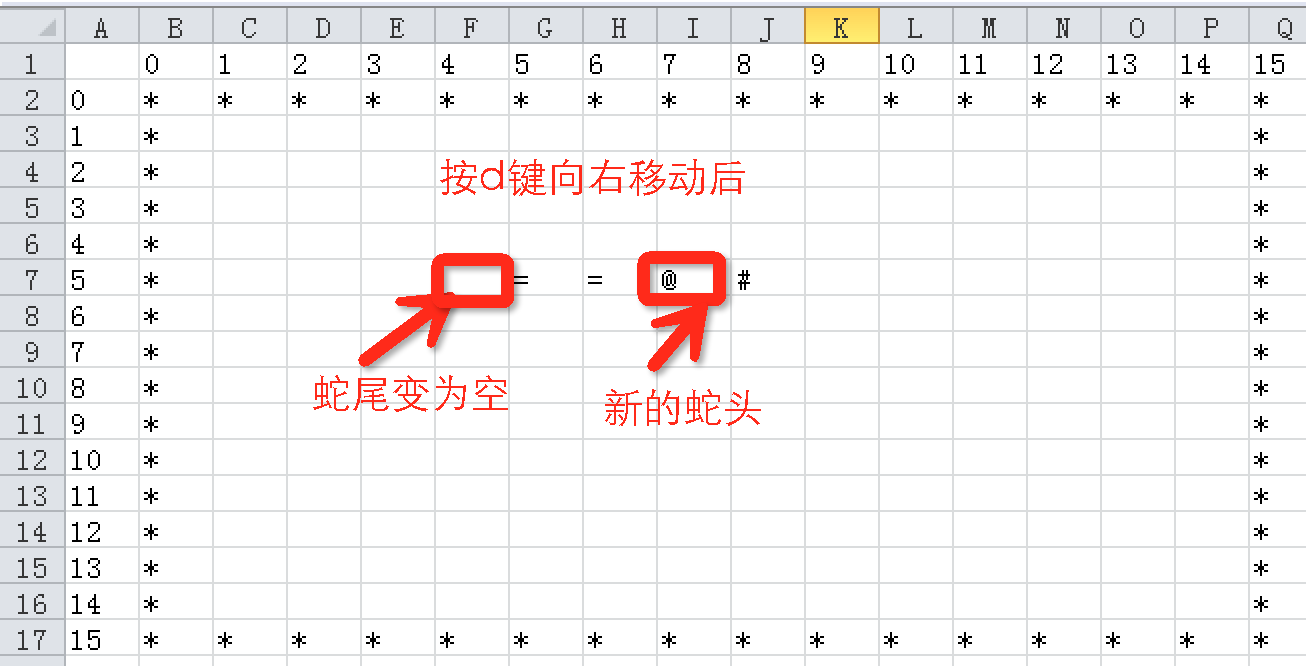 A B C D E F G H I J K L M N O P Q
1 0 1 2 3 4 5 6 7 8 9 10 11 12 13 14 15
2 0 * * * * * * * * * * * * * * * *
3 1 * *
4 2 * *
按d键向右移动后
5 3 * *
6 4 * *
7 5 * = = @ # *
8 6 * *
9 7 * *
10 8 * *
蛇尾变为空
新的蛇头
11 9 * *
12 10 * *
13 11 * *
14 12 * *
15 13 * *
16 14 * *
17 15 * * * * * * * * * * * * * * * *